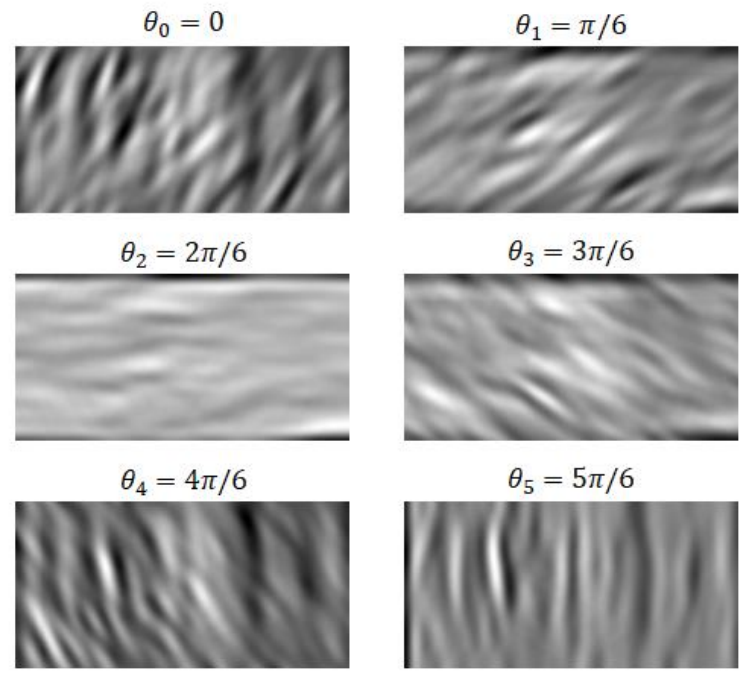 θ₀ = 0
θ₁ = π/6
θ₂ = 2π/6
θ₃ = 3π/6
θ₄ = 4π/6
θ₅ = 5π/6